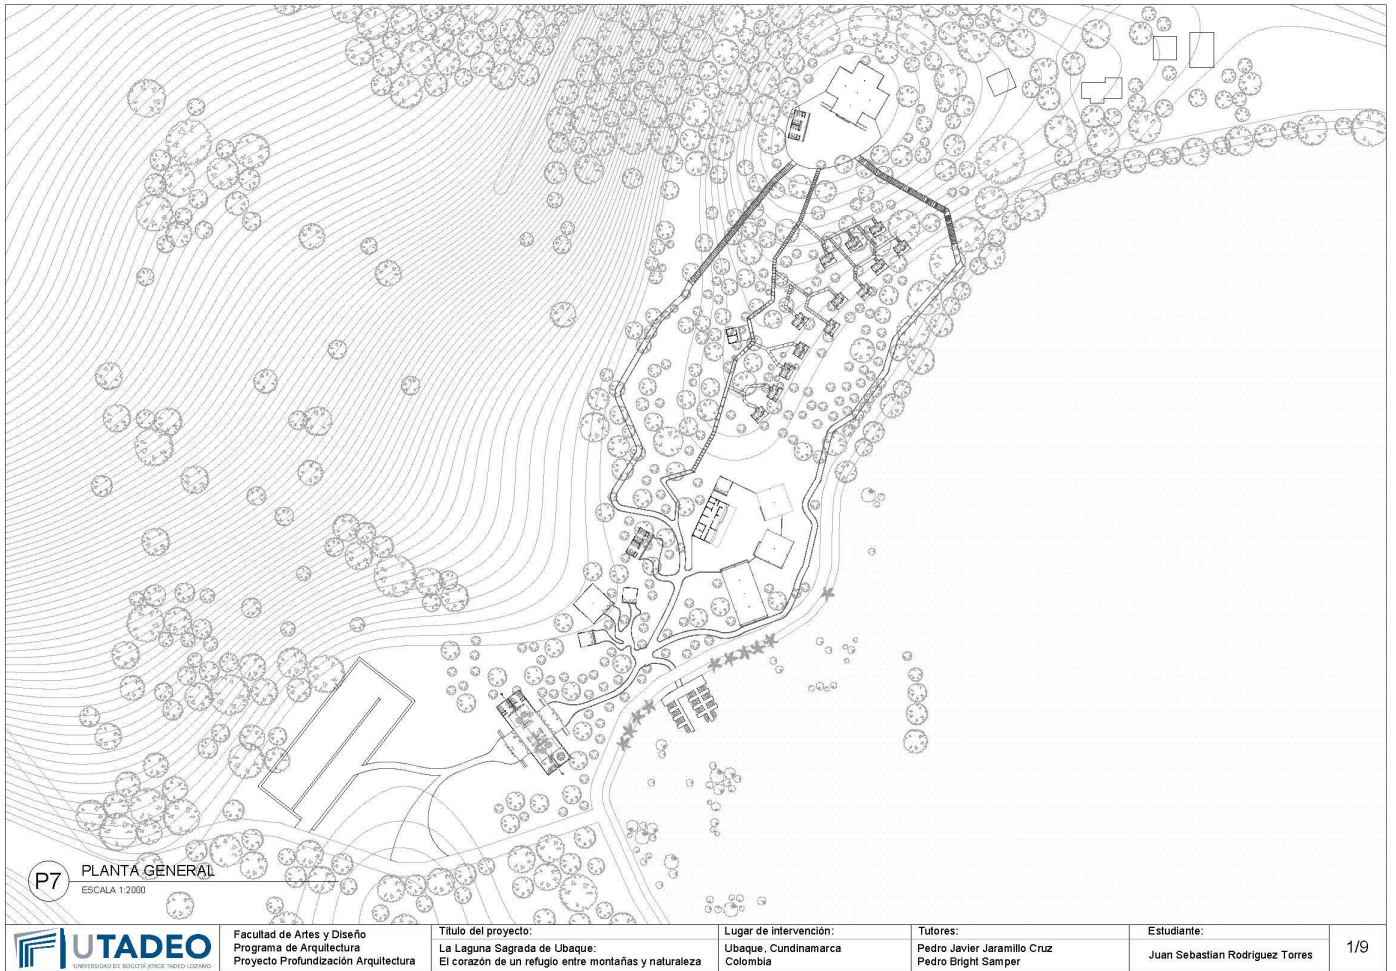 P7
PLANTA GENERAL
ESCALA 1:2000
UTADEO
UNIVERSIDAD DE BOGOTÁ JORGE TADEO LOZANO
Facultad de Artes y Diseño
Programa de Arquitectura
Proyecto Profundización Arquitectura
Título del proyecto:
La Laguna Sagrada de Ubaque:
El corazón de un refugio entre montañas y naturaleza
Lugar de intervención:
Ubaque, Cundinamarca
Colombia
Tutores:
Pedro Javier Jaramillo Cruz
Pedro Bright Samper
Estudiante:
Juan Sebastian Rodriguez Torres
1/9